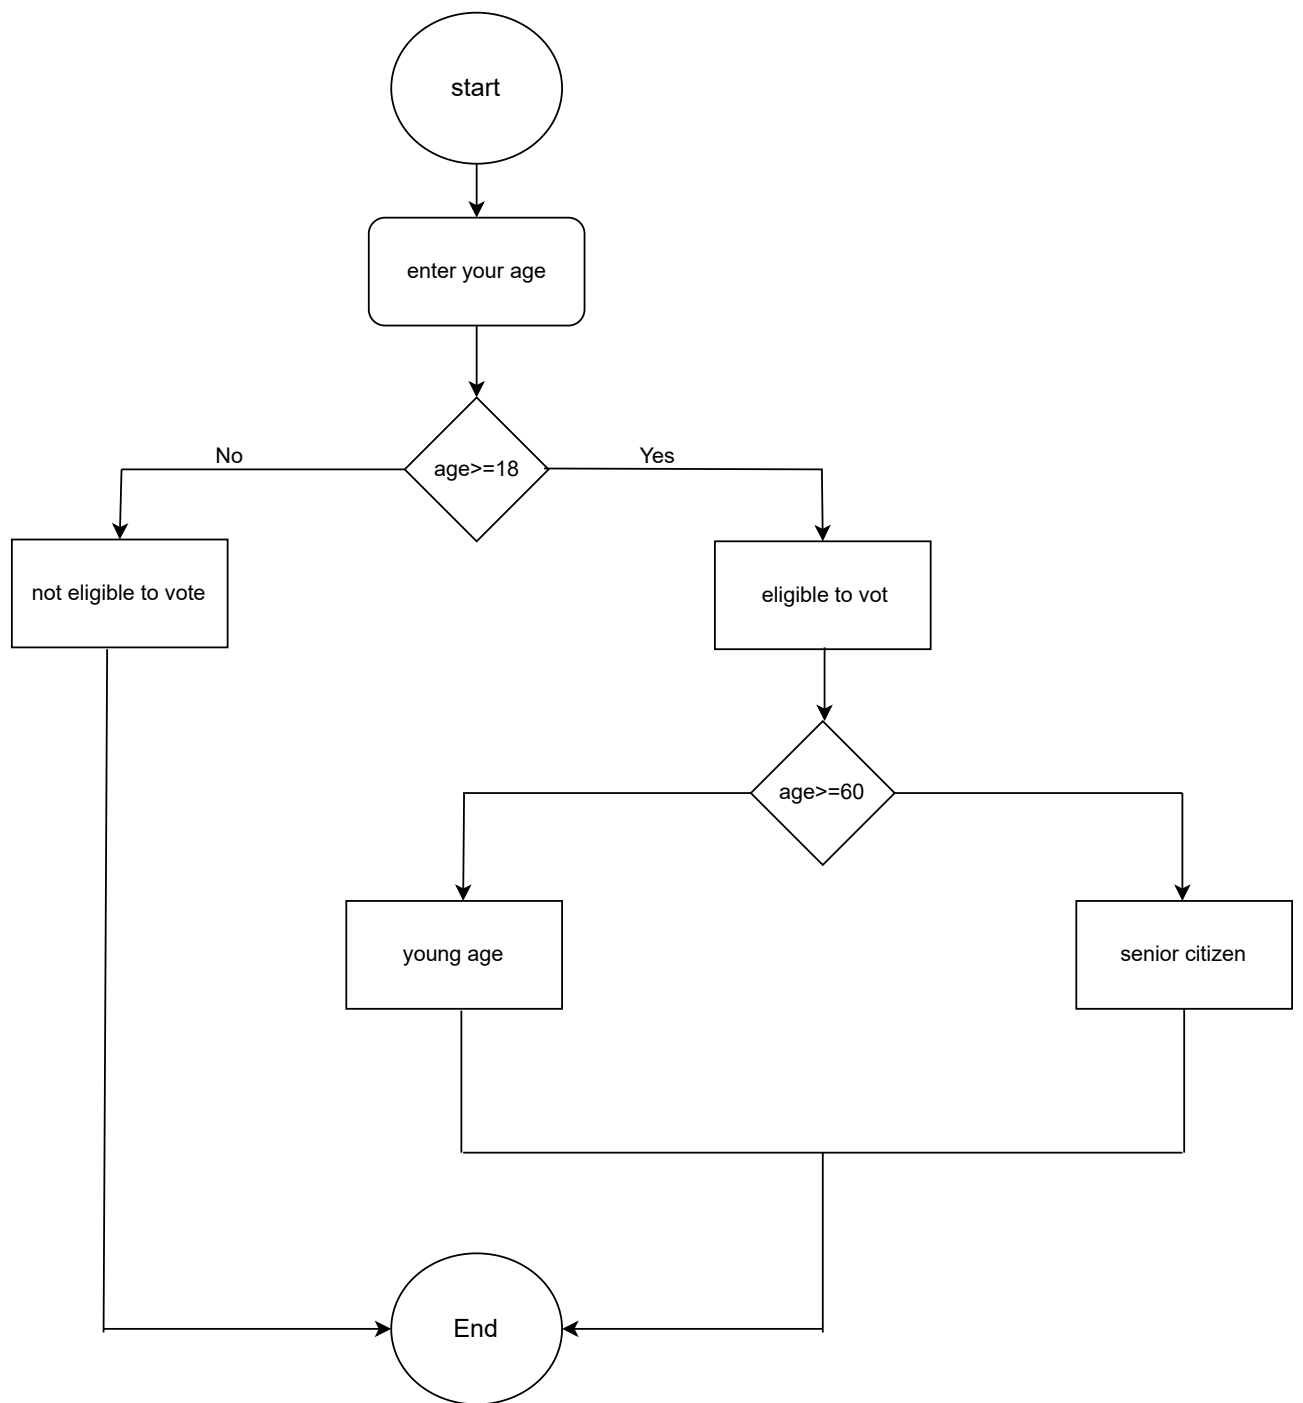 start
enter your age
age>=18
No
Yes
not eligible to vote
eligible to vot
age>=60
young age
senior citizen
End